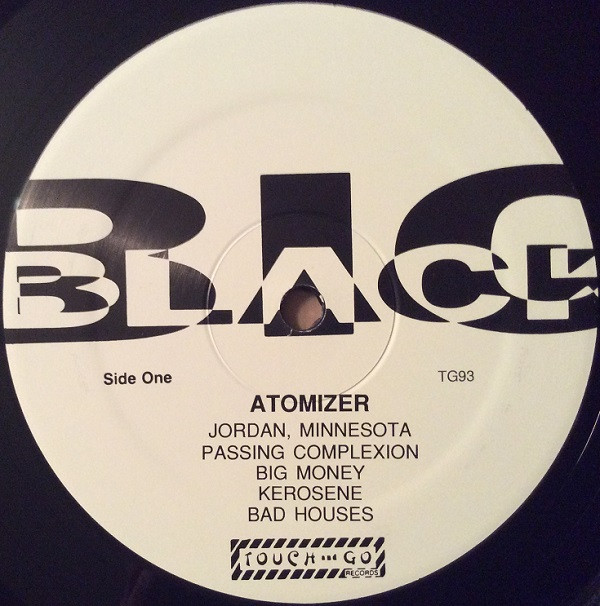 BIG
BLACK
Side One
TG93
ATOMIZER
JORDAN, MINNESOTA
PASSING COMPLEXION
BIG MONEY
KEROSENE
BAD HOUSES
TOUCH AND GO
RECORDS